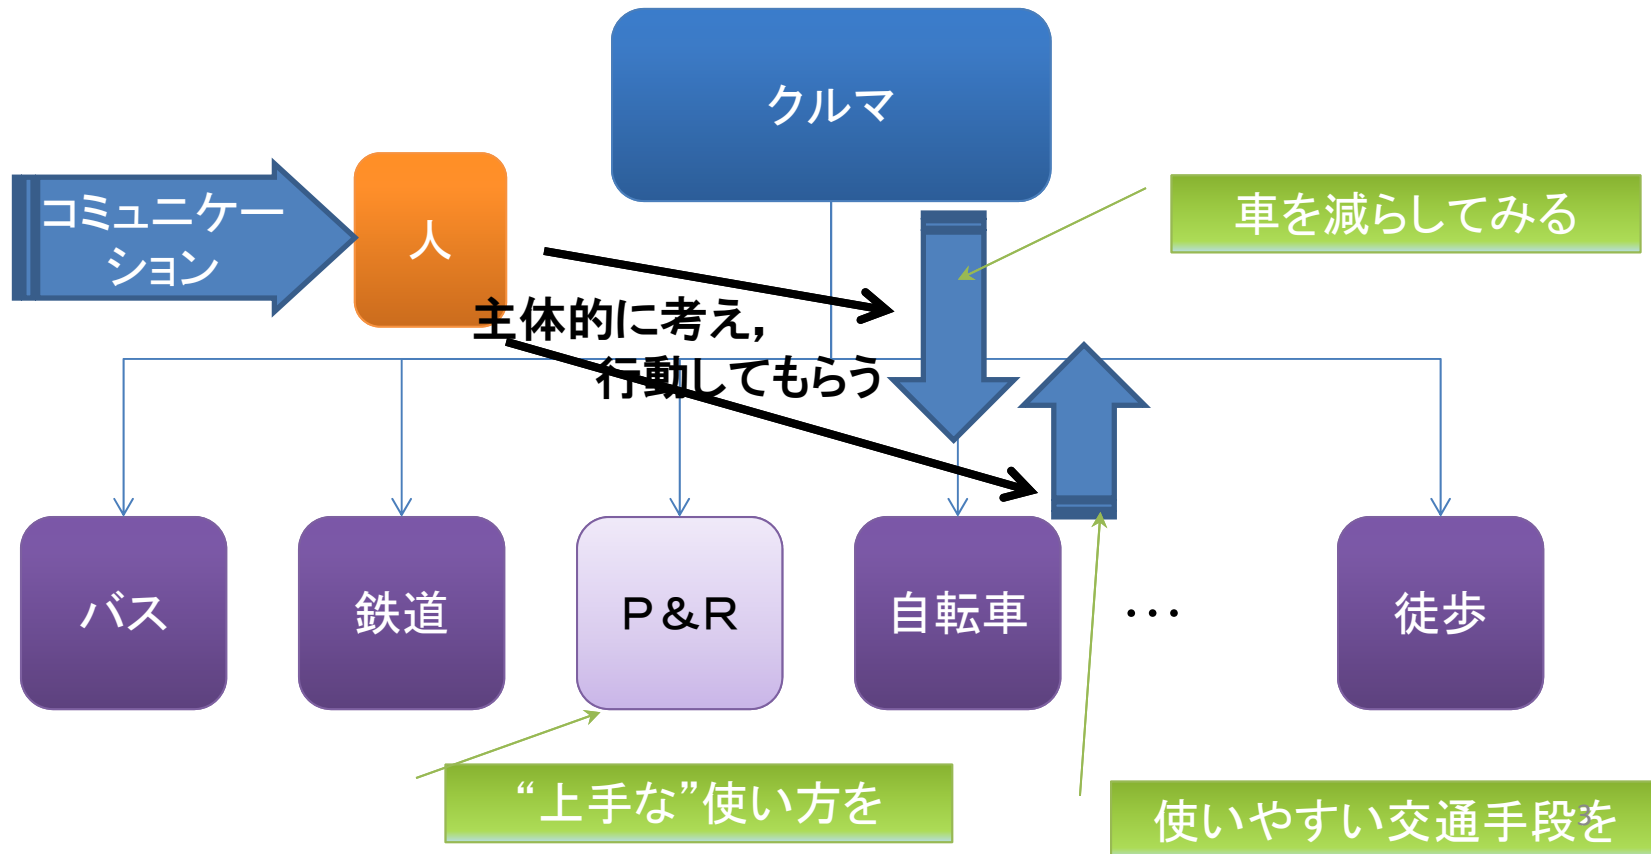 クルマ
コミュニケー
ション
人
車を減らしてみる
主体的に考え，
行動してもらう
バス
鉄道
Ｐ＆Ｒ
自転車
…
徒歩
“上手な”使い方を
使いやすい交通手段を
3